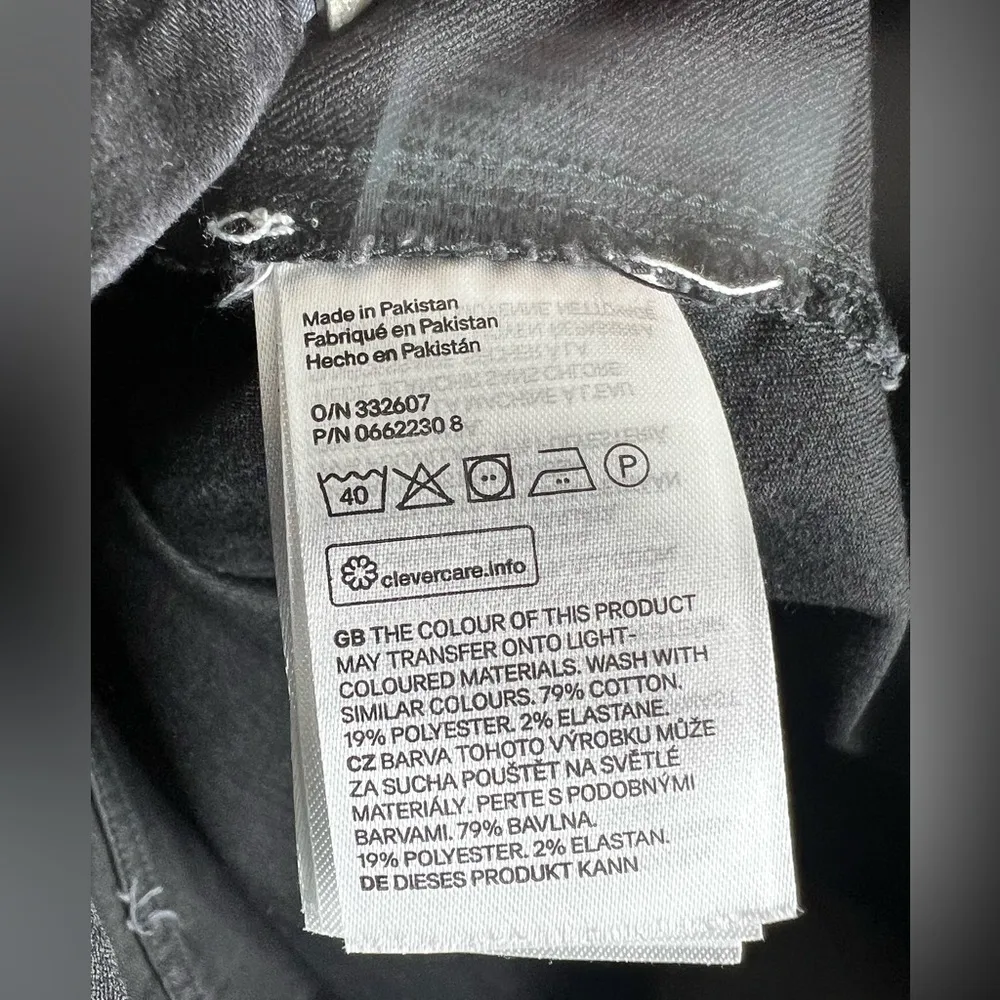 Made in Pakistan
Fabriqué en Pakistan
Hecho en Pakistán
O/N 332607
P/N 0662230 8
40
P
clevercare.info
GB THE COLOUR OF THIS PRODUCT
MAY TRANSFER ONTO LIGHT-
COLOURED MATERIALS. WASH WITH
SIMILAR COLOURS. 79% COTTON.
19% POLYESTER. 2% ELASTANE.
CZ BARVA TOHOTO VÝROBKU MŮŽE
ZA SUCHA POUŠTĚT NA SVĚTLÉ
MATERIÁLY. PERTE S PODOBNÝMI
BARVAMI. 79% BAVLNA.
19% POLYESTER. 2% ELASTAN.
DE DIESES PRODUKT KANN